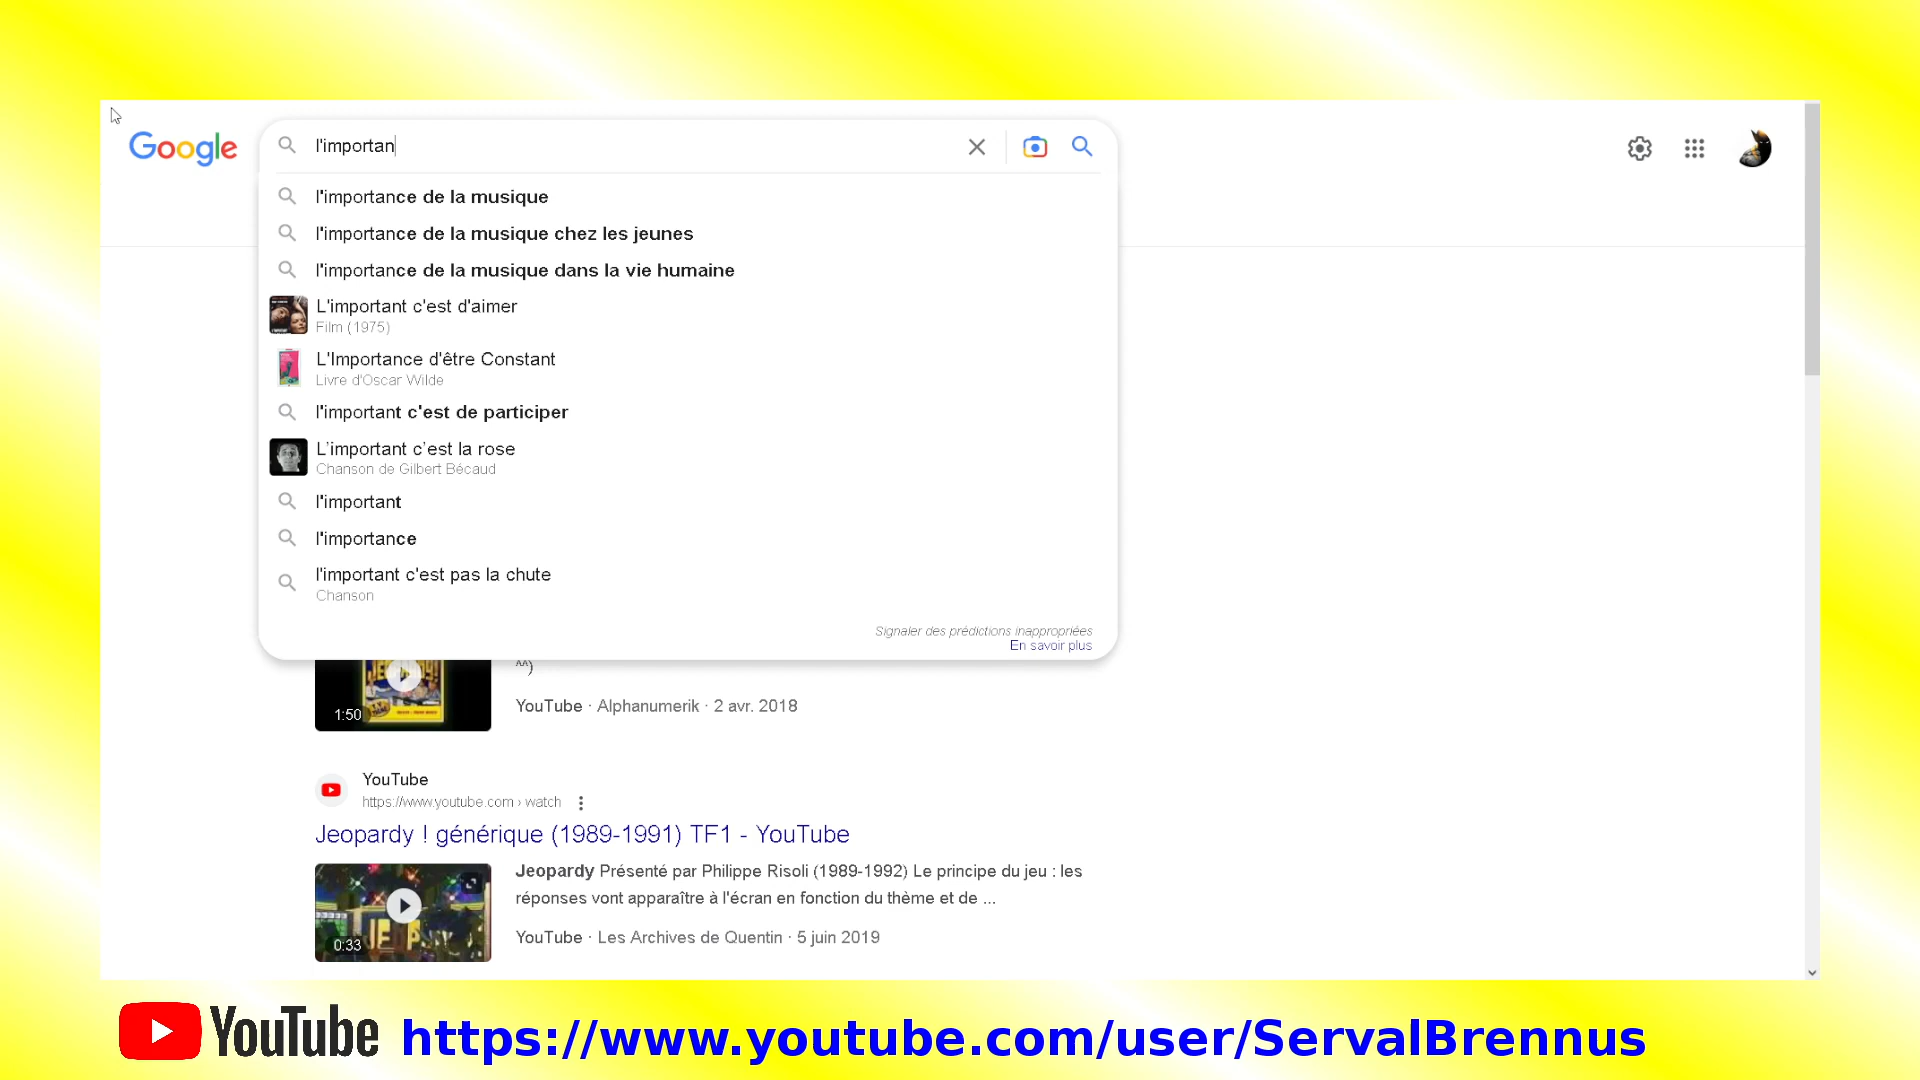 Google
l'importan
l'importance de la musique
l'importance de la musique chez les jeunes
l'importance de la musique dans la vie humaine
L'important c'est d'aimer
Film (1975)
L'Importance d'être Constant
Livre d'Oscar Wilde
l'important c'est de participer
L’important c’est la rose
Chanson de Gilbert Bécaud
l'important
l'importance
l'important c'est pas la chute
Chanson
Signaler des prédictions inappropriées
En savoir plus
^^)
JEOPARDY!
1:50
YouTube · Alphanumerik · 2 avr. 2018
YouTube
https://www.youtube.com › watch
Jeopardy ! générique (1989-1991) TF1 - YouTube
Jeopardy Présenté par Philippe Risoli (1989-1992) Le principe du jeu : les
réponses vont apparaître à l'écran en fonction du thème et de ...
0:33
YouTube · Les Archives de Quentin · 5 juin 2019
YouTube https://www.youtube.com/user/ServalBrennus